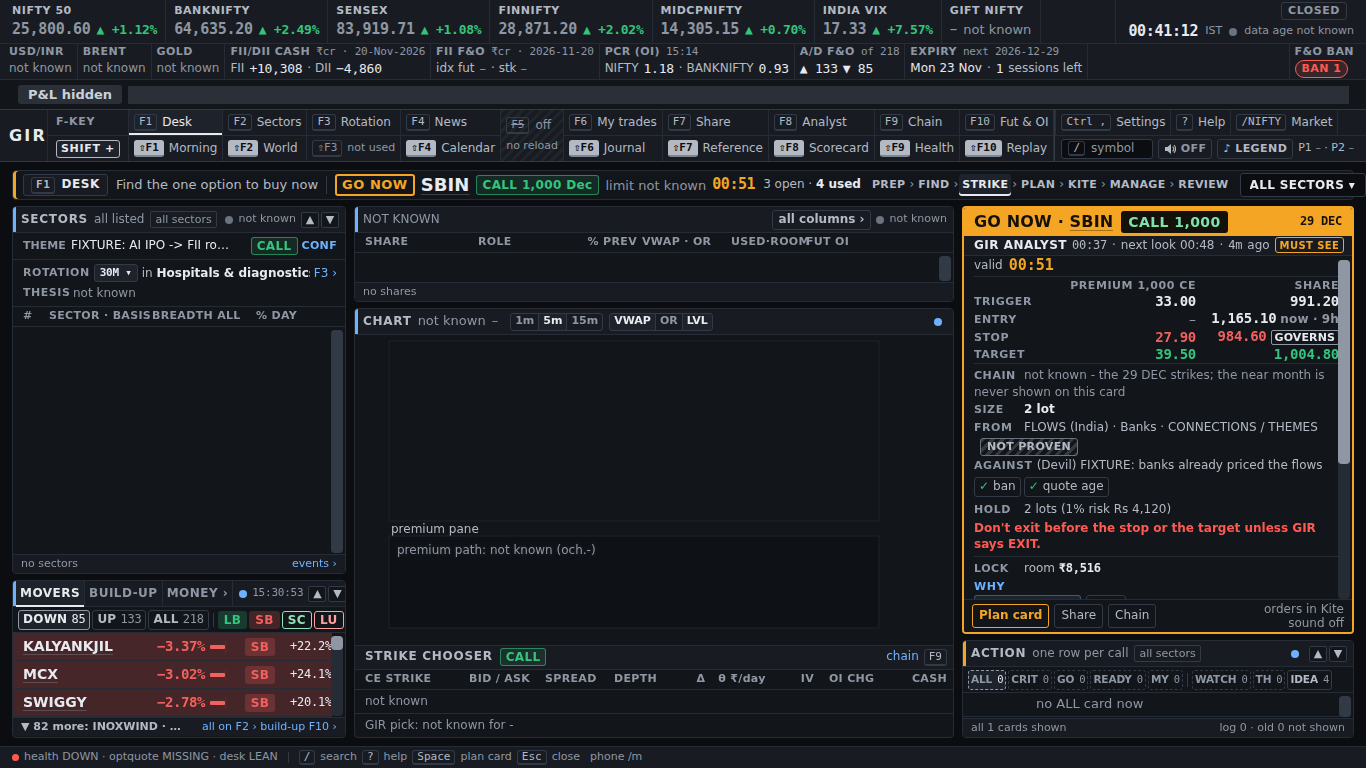 NIFTY 50 BANKNIFTY SENSEX FINNIFTY MIDCPNIFTY INDIA VIX GIFT NIFTY CLOSED
25,800.60 ▲ +1.12% 64,635.20 ▲ +2.49% 83,919.71 ▲ +1.08% 28,871.20 ▲ +2.02% 14,305.15 ▲ +0.70% 17.33 ▲ +7.57% – not known 00:41:12 IST data age not known
USD/INR BRENT GOLD FII/DII CASH ₹cr · 20-Nov-2026 FII F&O ₹cr · 2026-11-20 PCR (OI) 15:14 A/D F&O of 218 EXPIRY next 2026-12-29 F&O BAN
not known not known not known FII +10,308 · DII −4,860 idx fut – · stk – NIFTY 1.18 · BANKNIFTY 0.93 ▲ 133 ▼ 85 Mon 23 Nov · 1 sessions left BAN 1
P&L hidden
GIR F-KEY F1 Desk F2 Sectors F3 Rotation F4 News F5 off F6 My trades F7 Share F8 Analyst F9 Chain F10 Fut & OI Ctrl , Settings ? Help /NIFTY Market
SHIFT + ⇧F1 Morning ⇧F2 World ⇧F3 not used ⇧F4 Calendar no reload ⇧F6 Journal ⇧F7 Reference ⇧F8 Scorecard ⇧F9 Health ⇧F10 Replay / symbol OFF ♪ LEGEND P1 – · P2 –
F1 DESK Find the one option to buy now GO NOW SBIN CALL 1,000 Dec limit not known 00:51 3 open · 4 used PREP › FIND › STRIKE › PLAN › KITE › MANAGE › REVIEW ALL SECTORS ▾
SECTORS all listed all sectors not known ▲ ▼
THEME FIXTURE: AI IPO -> FII ro… CALL CONF
ROTATION 30M ▾ in Hospitals & diagnostic F3 ›
THESIS not known
# SECTOR · BASIS BREADTH ALL % DAY
no sectors events ›
MOVERS BUILD-UP MONEY › 15:30:53 ▲ ▼
DOWN 85 UP 133 ALL 218 LB SB SC LU
KALYANKJIL −3.37% SB +22.2%
MCX −3.02% SB +24.1%
SWIGGY −2.78% SB +20.1%
▼ 82 more: INOXWIND · … all on F2 › build-up F10 ›
NOT KNOWN all columns › not known
SHARE ROLE % PREV VWAP · OR USED·ROOM FUT OI
no shares
CHART not known – 1m 5m 15m VWAP OR LVL
premium pane
premium path: not known (och.-)
STRIKE CHOOSER CALL chain F9
CE STRIKE BID / ASK SPREAD DEPTH Δ θ ₹/day IV OI CHG CASH
not known
GIR pick: not known for -
GO NOW · SBIN CALL 1,000 29 DEC
GIR ANALYST 00:37 · next look 00:48 · 4m ago MUST SEE
valid 00:51
PREMIUM 1,000 CE SHARE
TRIGGER 33.00 991.20
ENTRY – 1,165.10 now · 9h
STOP 27.90 984.60 GOVERNS
TARGET 39.50 1,004.80
CHAIN not known - the 29 DEC strikes; the near month is
never shown on this card
SIZE 2 lot
FROM FLOWS (India) · Banks · CONNECTIONS / THEMES
NOT PROVEN
AGAINST (Devil) FIXTURE: banks already priced the flows
✓ ban ✓ quote age
HOLD 2 lots (1% risk Rs 4,120)
Don't exit before the stop or the target unless GIR
says EXIT.
LOCK room ₹8,516
WHY
Plan card Share Chain orders in Kite
sound off
ACTION one row per call all sectors ▲ ▼
ALL 0 CRIT 0 GO 0 READY 0 MY 0 WATCH 0 TH 0 IDEA 4
no ALL card now
all 1 cards shown log 0 · old 0 not shown
health DOWN · optquote MISSING · desk LEAN / search ? help Space plan card Esc close phone /m